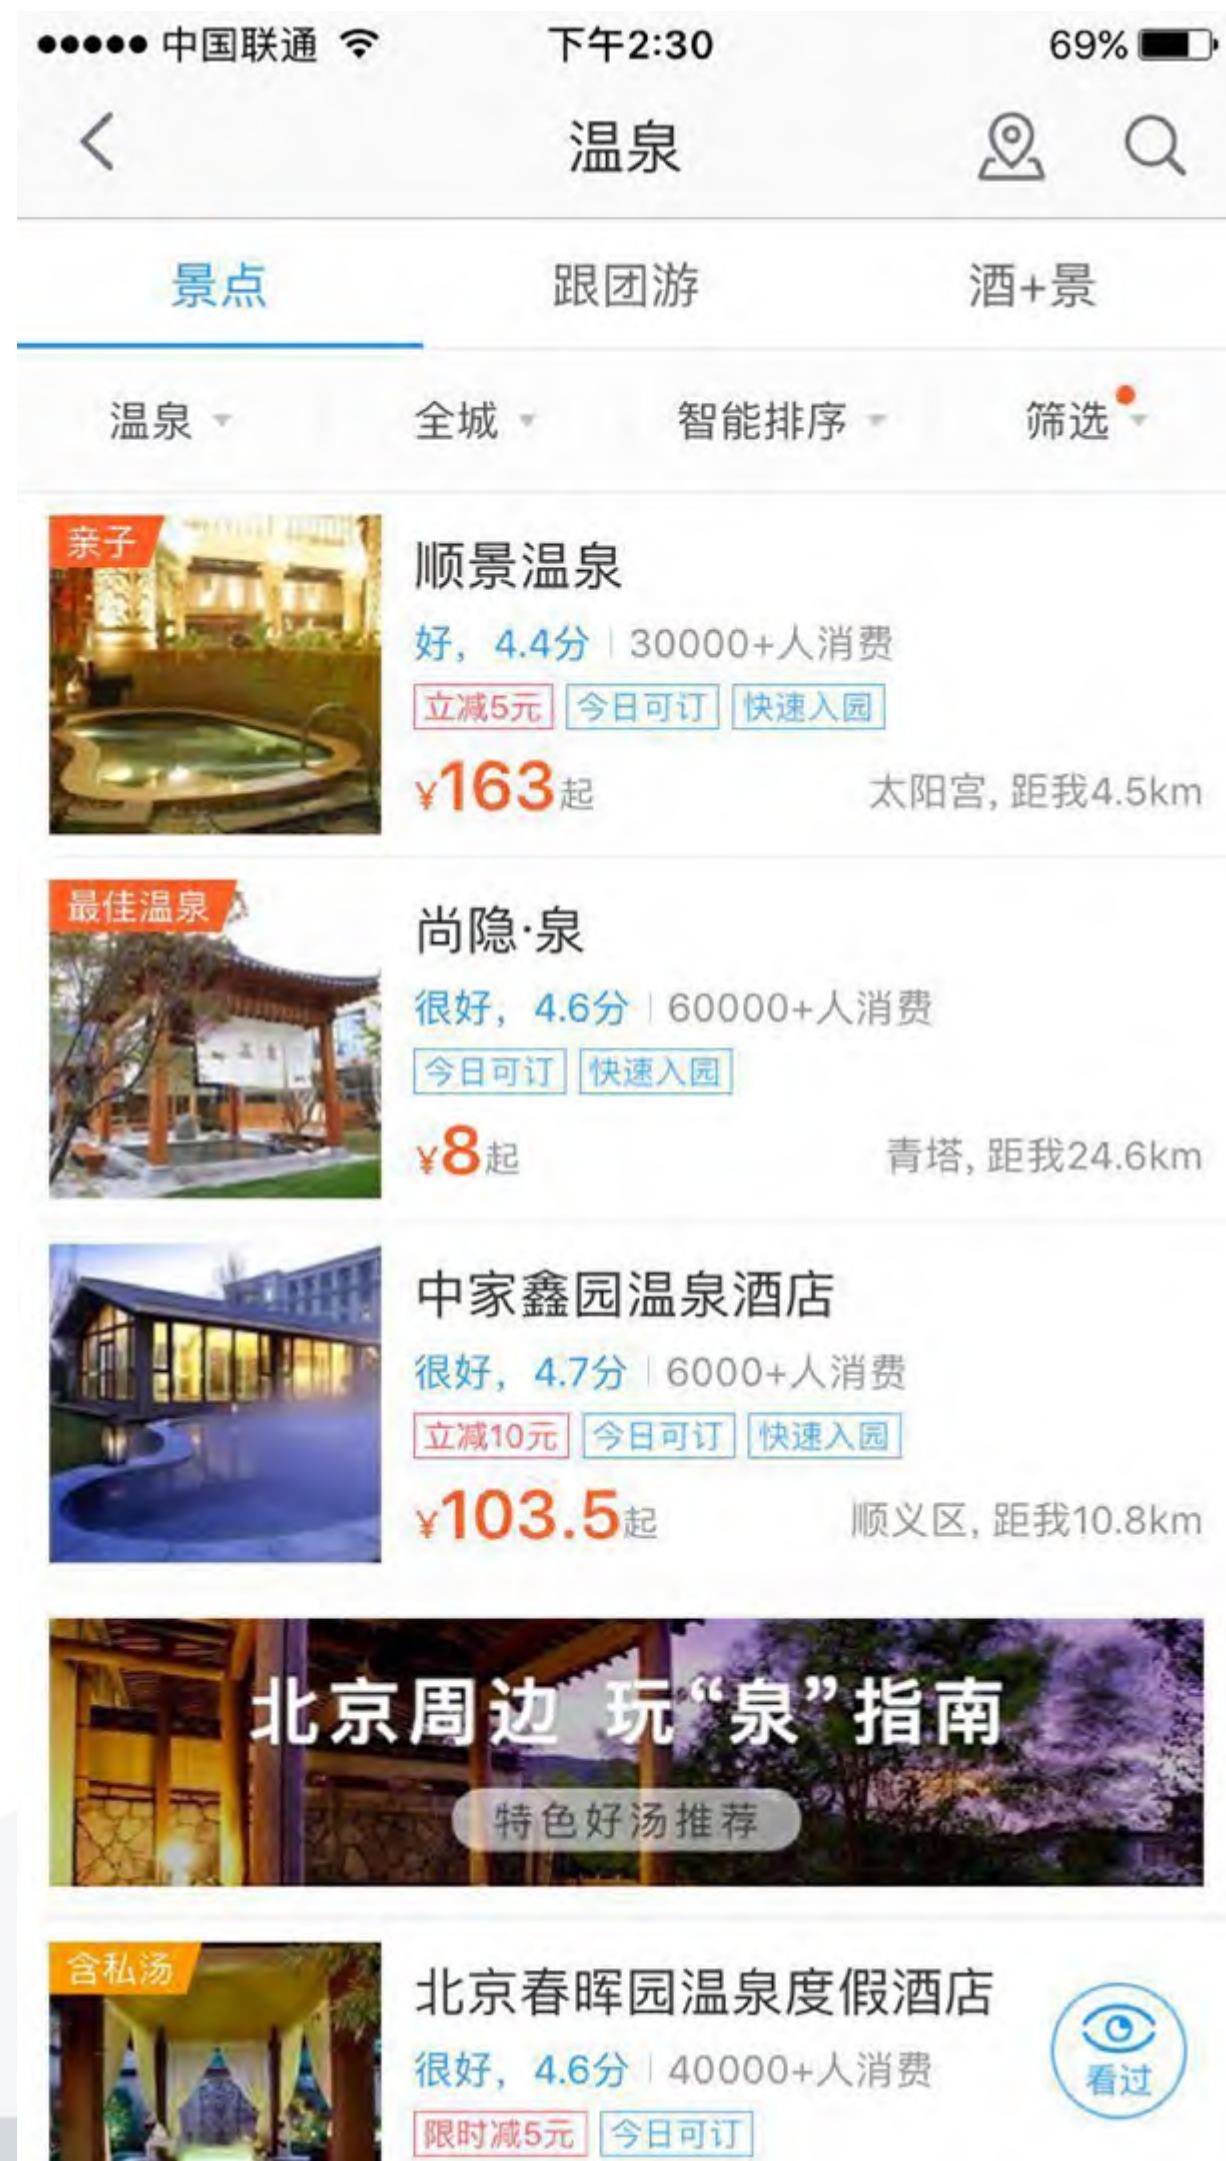 中国联通 下午2:30 69%
温泉
景点 跟团游 酒+景
温泉 全城 智能排序 筛选
亲子
顺景温泉
好，4.4分 30000+人消费
立减5元 今日可订 快速入园
¥163起 太阳宫, 距我4.5km
最佳温泉
尚隐·泉
很好，4.6分 60000+人消费
今日可订 快速入园
¥8起 青塔, 距我24.6km
中家鑫园温泉酒店
很好，4.7分 6000+人消费
立减10元 今日可订 快速入园
¥103.5起 顺义区, 距我10.8km
北京周边 玩“泉”指南
特色好汤推荐
含私汤
北京春晖园温泉度假酒店
很好，4.6分 40000+人消费
看过
限时减5元 今日可订